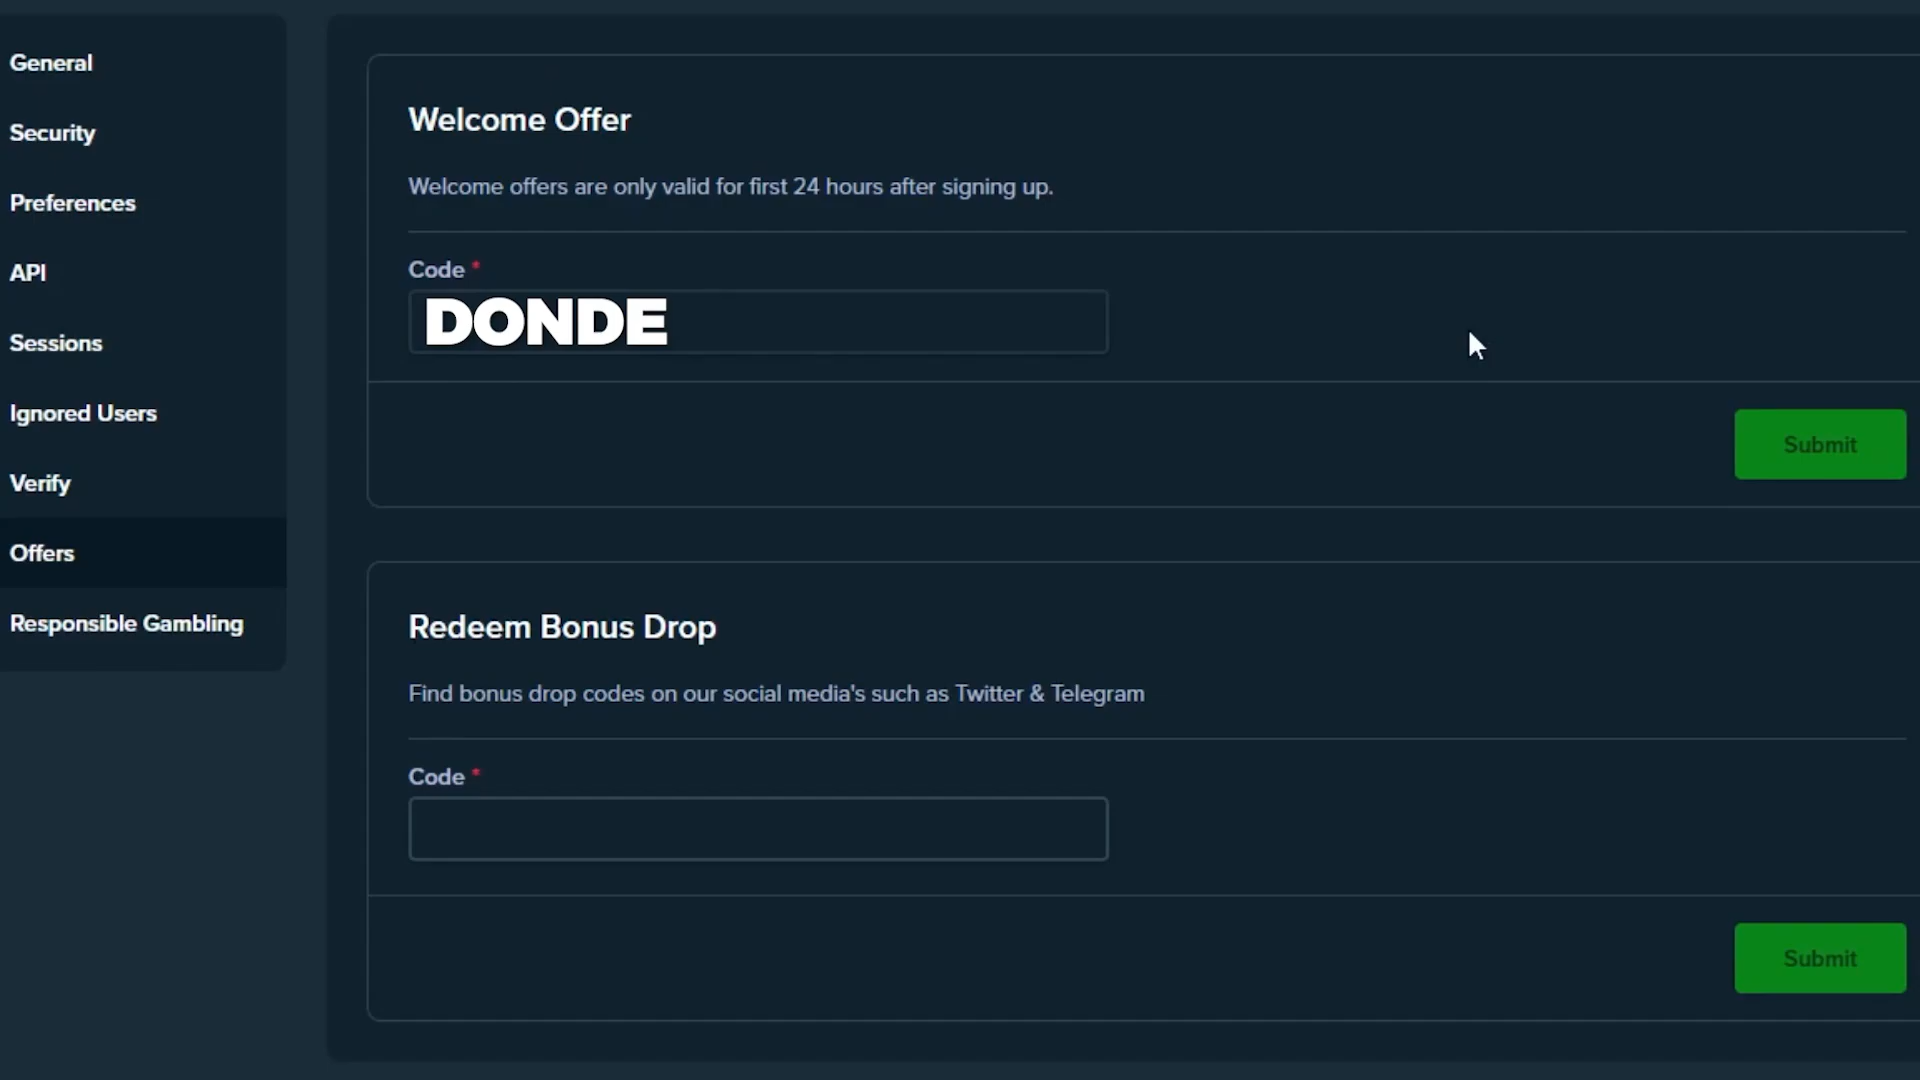 General
Security
Preferences
API
Sessions
Ignored Users
Verify
Offers
Responsible Gambling
Welcome Offer
Welcome offers are only valid for first 24 hours after signing up.
Code *
DONDE
Submit
Redeem Bonus Drop
Find bonus drop codes on our social media's such as Twitter & Telegram
Code *
Submit